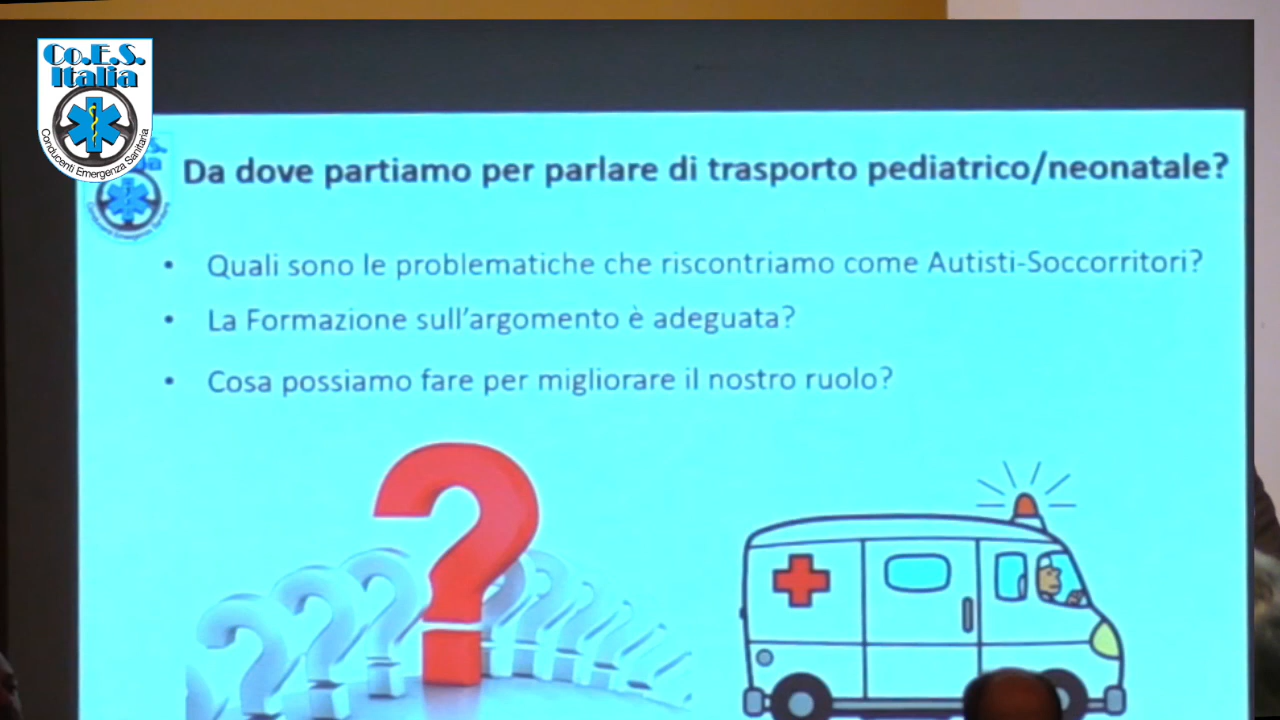 Co.E.S.
Italia
Conducenti Emergenza Sanitaria
Da dove partiamo per parlare di trasporto pediatrico/neonatale?
• Quali sono le problematiche che riscontriamo come Autisti-Soccorritori?
• La Formazione sull'argomento è adeguata?
• Cosa possiamo fare per migliorare il nostro ruolo?